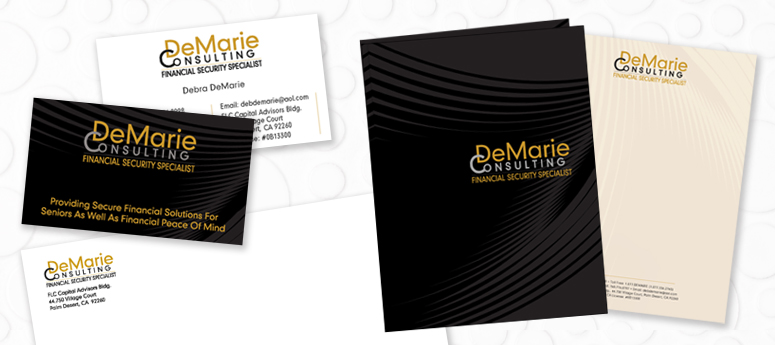 DeMarie
CONSULTING
FINANCIAL SECURITY SPECIALIST
Debra DeMarie
Email: debdemarie@aol.com
FLC Capital Advisors Bldg.
Village Court
Desert, CA 92260
#0B13300
DeMarie
CONSULTING
FINANCIAL SECURITY SPECIALIST
Providing Secure Financial Solutions For
Seniors As Well As Financial Peace Of Mind
DeMarie
CONSULTING
FINANCIAL SECURITY SPECIALIST
FLC Capital Advisors Bldg.
44.750 Village Court
Palm Desert, CA 92260
DeMarie
CONSULTING
FINANCIAL SECURITY SPECIALIST
DeMarie
CONSULTING
FINANCIAL SECURITY SPECIALIST